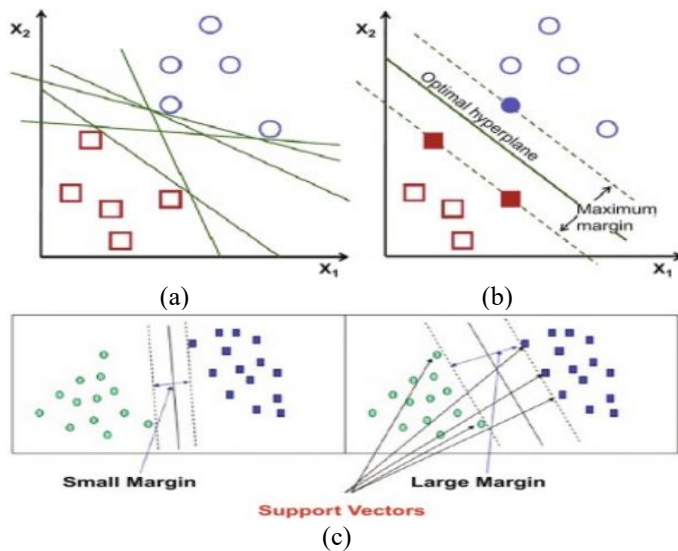 X2
X1
(a)
X2
Optimal hyperplane
Maximum
margin
X1
(b)
Small Margin
Large Margin
Support Vectors
(c)